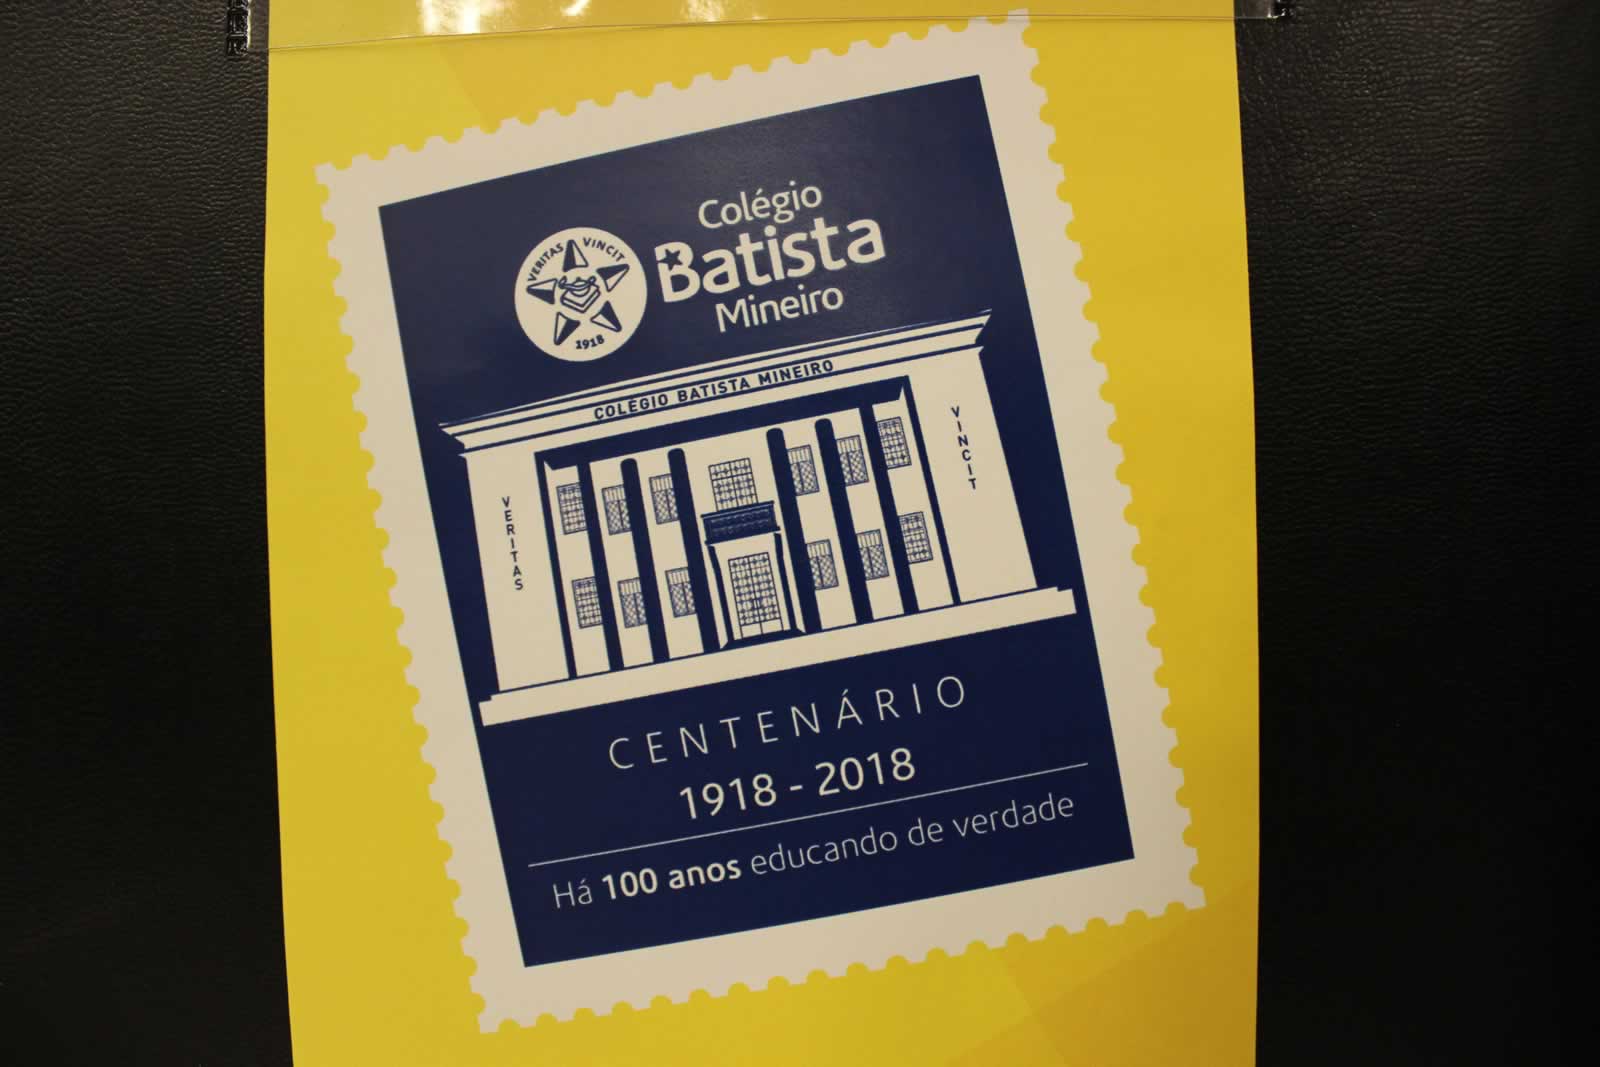 VERITAS VINCIT
1918
Colégio
Batista
Mineiro
COLÉGIO BATISTA MINEIRO
VERITAS
VINCIT
CENTENÁRIO
1918 - 2018
Há 100 anos educando de verdade